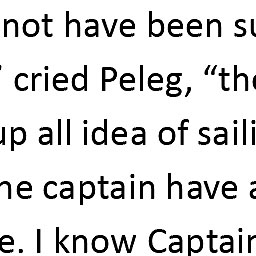 not have been su
’ cried Peleg, “the
up all idea of saili
he captain have a
e. I know Captain